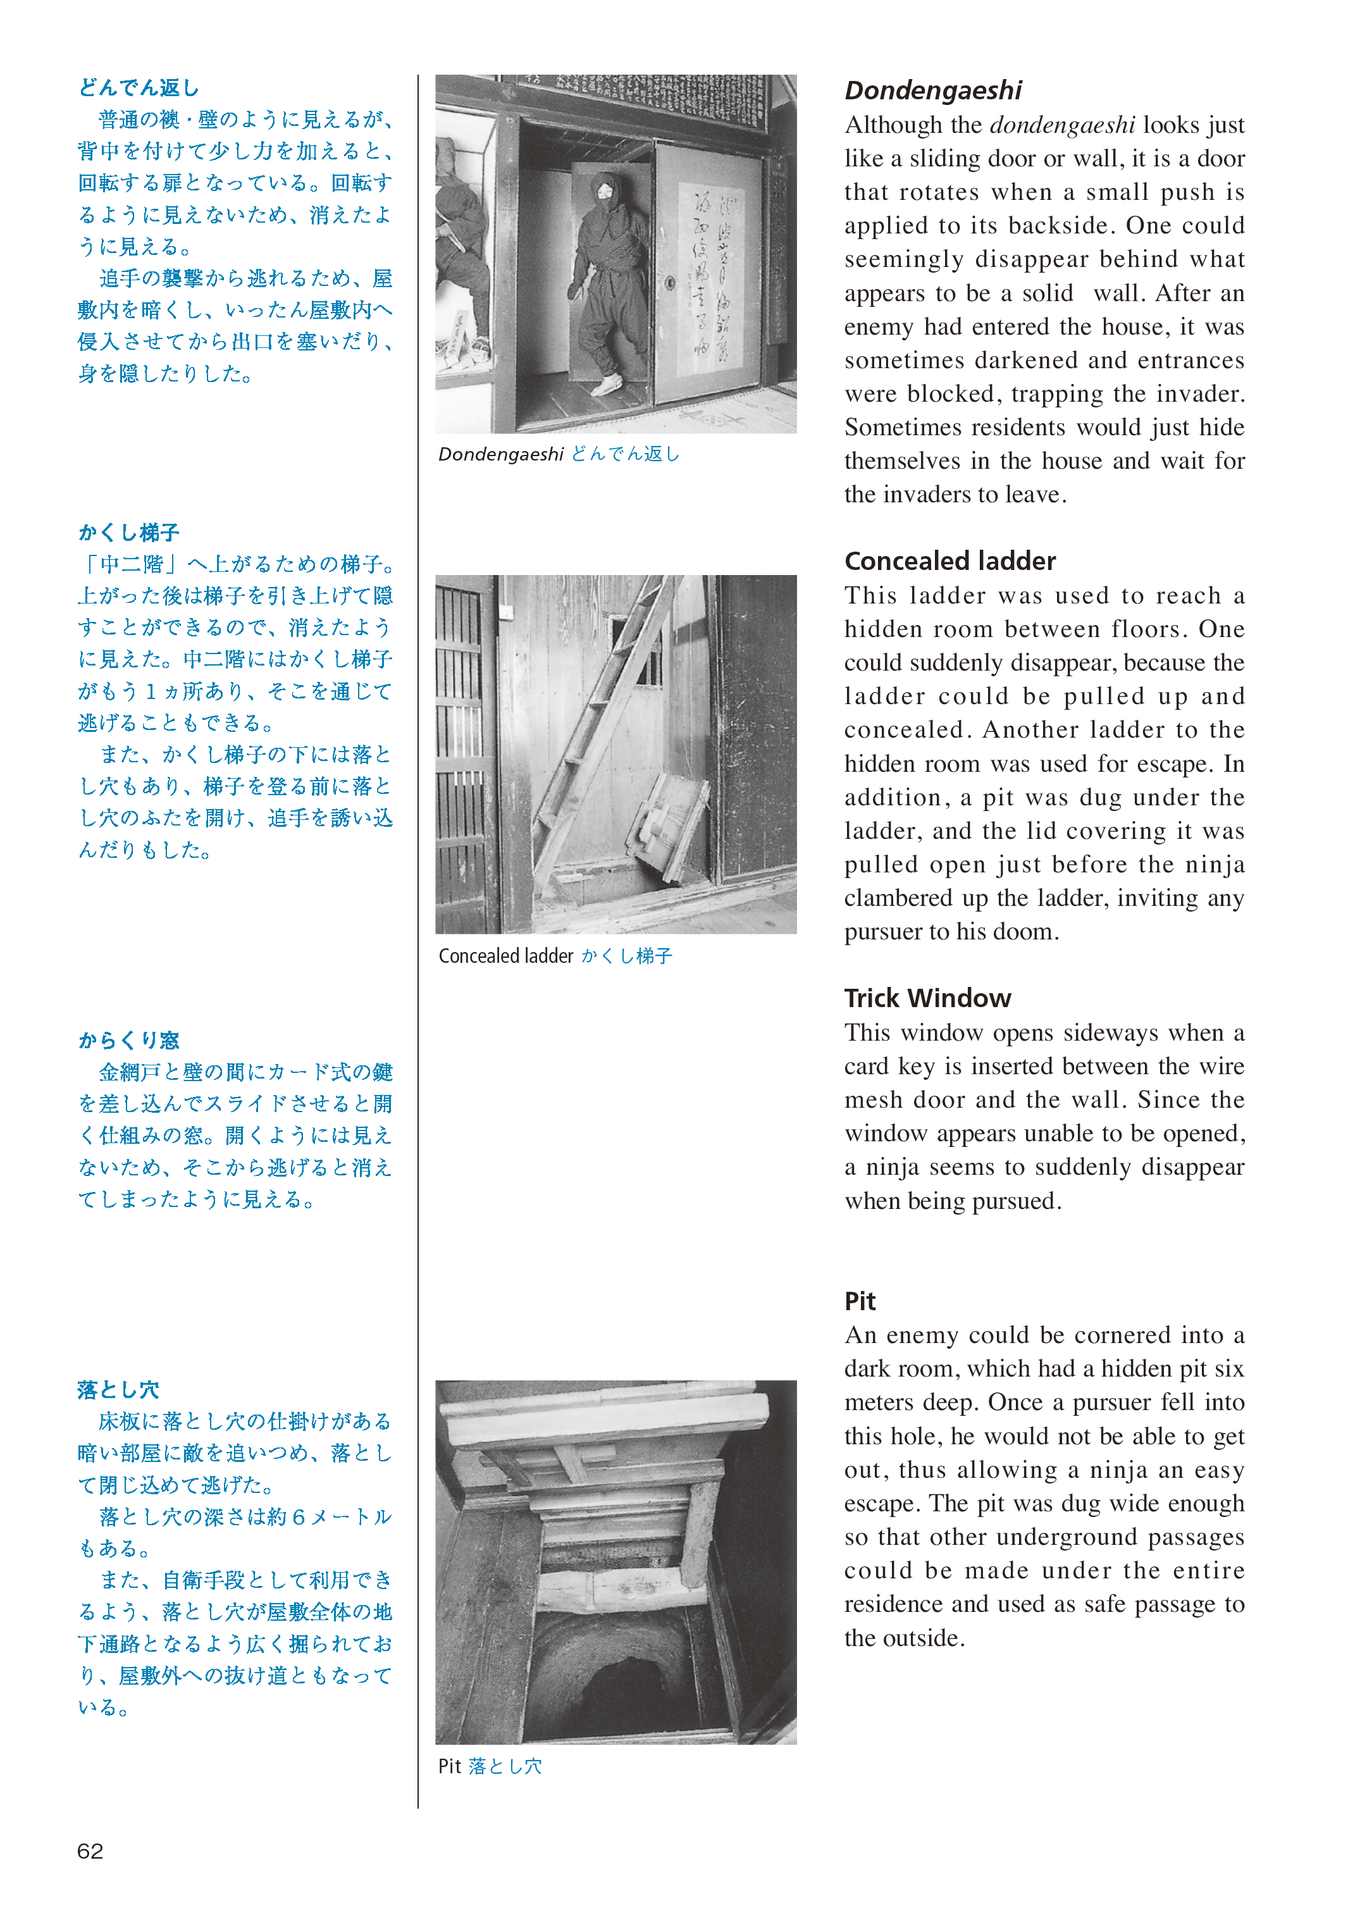 どんでん返し
　普通の襖・壁のように見えるが、
背中を付けて少し力を加えると、
回転する扉となっている。回転す
るように見えないため、消えたよ
うに見える。
　追手の襲撃から逃れるため、屋
敷内を暗くし、いったん屋敷内へ
侵入させてから出口を塞いだり、
身を隠したりした。
かくし梯子
「中二階」へ上がるための梯子。
上がった後は梯子を引き上げて隠
すことができるので、消えたよう
に見えた。中二階にはかくし梯子
がもう１ヵ所あり、そこを通じて
逃げることもできる。
　また、かくし梯子の下には落と
し穴もあり、梯子を登る前に落と
し穴のふたを開け、追手を誘い込
んだりもした。
からくり窓
　金網戸と壁の間にカード式の鍵
を差し込んでスライドさせると開
く仕組みの窓。開くようには見え
ないため、そこから逃げると消え
てしまったように見える。
落とし穴
　床板に落とし穴の仕掛けがある
暗い部屋に敵を追いつめ、落とし
て閉じ込めて逃げた。
　落とし穴の深さは約６メートル
もある。
　また、自衛手段として利用でき
るよう、落とし穴が屋敷全体の地
下通路となるよう広く掘られてお
り、屋敷外への抜け道ともなって
いる。
Dondengaeshi どんでん返し
Concealed ladder かくし梯子
Pit 落とし穴
Dondengaeshi
Although the dondengaeshi looks just
like a sliding door or wall, it is a door
that rotates when a small push is
applied to its backside. One could
seemingly disappear behind what
appears to be a solid  wall. After an
enemy had entered the house, it was
sometimes darkened and entrances
were blocked, trapping the invader.
Sometimes residents would just hide
themselves in the house and wait for
the invaders to leave.
Concealed ladder
This ladder was used to reach a
hidden room between floors. One
could suddenly disappear, because the
ladder could be pulled up and
concealed. Another ladder to the
hidden room was used for escape. In
addition, a pit was dug under the
ladder, and the lid covering it was
pulled open just before the ninja
clambered up the ladder, inviting any
pursuer to his doom.
Trick Window
This window opens sideways when a
card key is inserted between the wire
mesh door and the wall. Since the
window appears unable to be opened,
a ninja seems to suddenly disappear
when being pursued.
Pit
An enemy could be cornered into a
dark room, which had a hidden pit six
meters deep. Once a pursuer fell into
this hole, he would not be able to get
out, thus allowing a ninja an easy
escape. The pit was dug wide enough
so that other underground passages
could be made under the entire
residence and used as safe passage to
the outside.
62